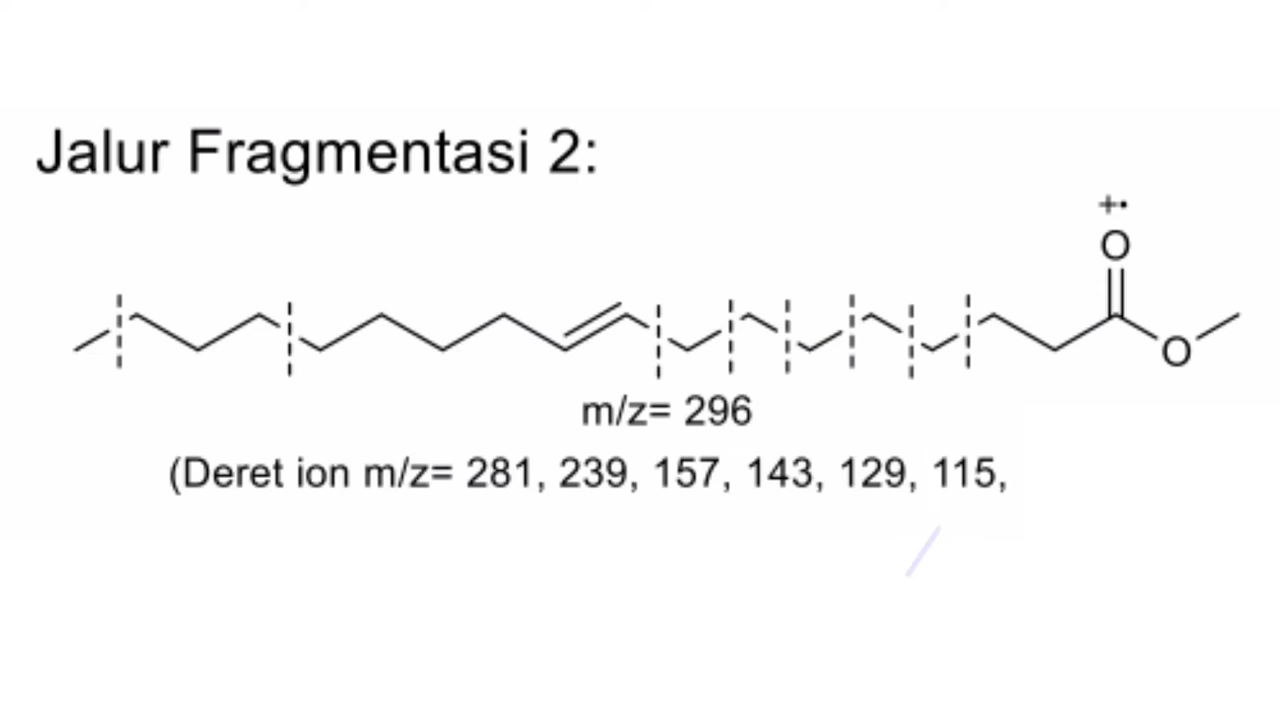 Jalur Fragmentasi 2:
+•
O
O
m/z= 296
(Deret ion m/z= 281, 239, 157, 143, 129, 115,